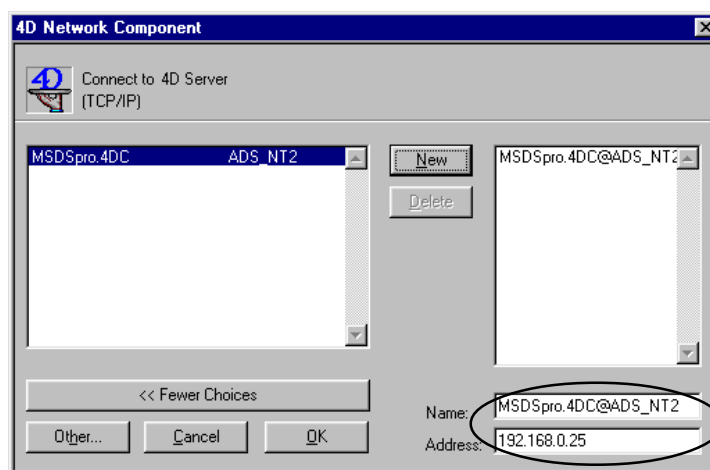 4D Network Component
4D
Connect to 4D Server
(TCP/IP)
MSDSpro.4DC ADS_NT2
New
Delete
MSDSpro.4DC@ADS_NT2
<< Fewer Choices
Other... Cancel OK
Name: MSDSpro.4DC@ADS_NT2
Address: 192.168.0.25